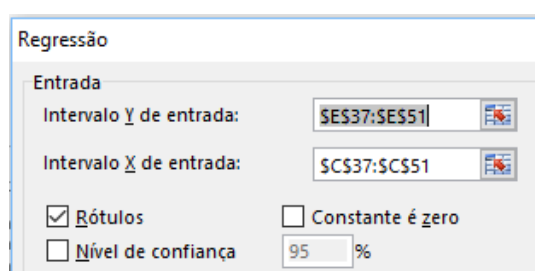 Regressão
Entrada
Intervalo Y de entrada: $E$37:$E$51
Intervalo X de entrada: $C$37:$C$51
Rótulos Constante é zero
Nível de confiança 95 %